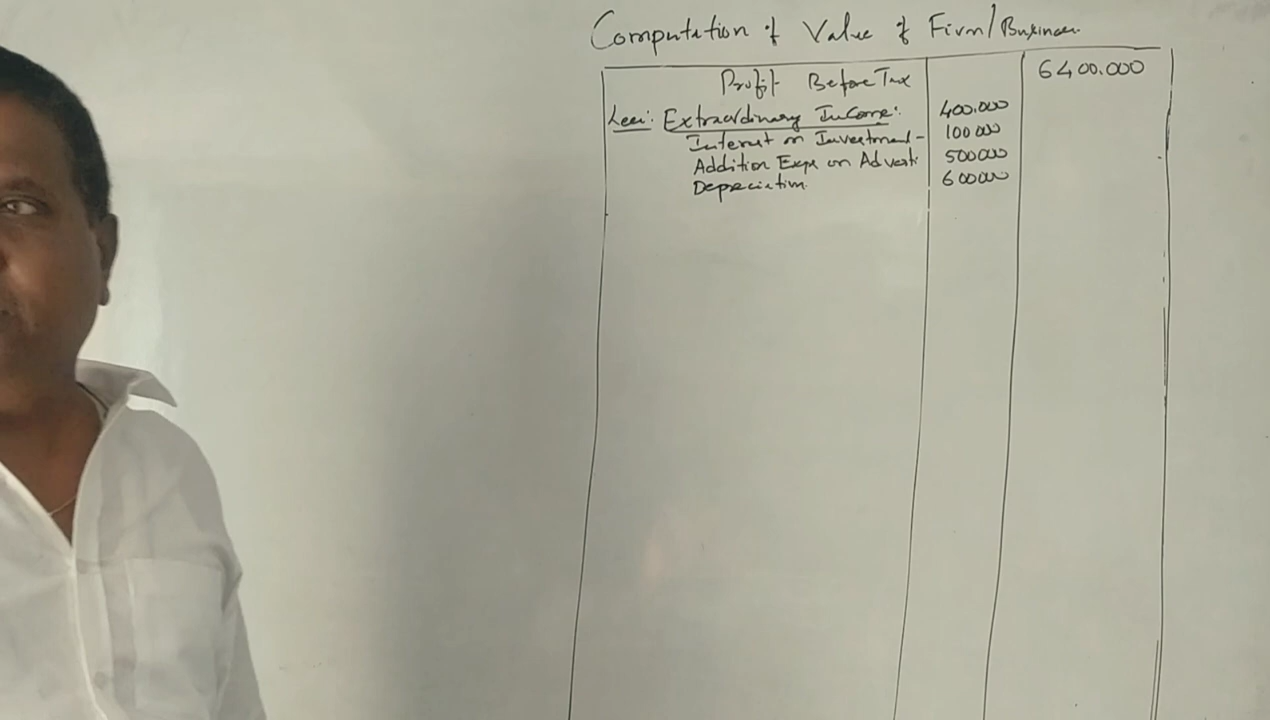 Computation of Value of Firm/Business
Profit Before Tax 6400.000
Less: Extraordinary Income: 400.000
Interest on Investment - 100000
Addition Exps on Adverti: 500000
Depreciation 600000